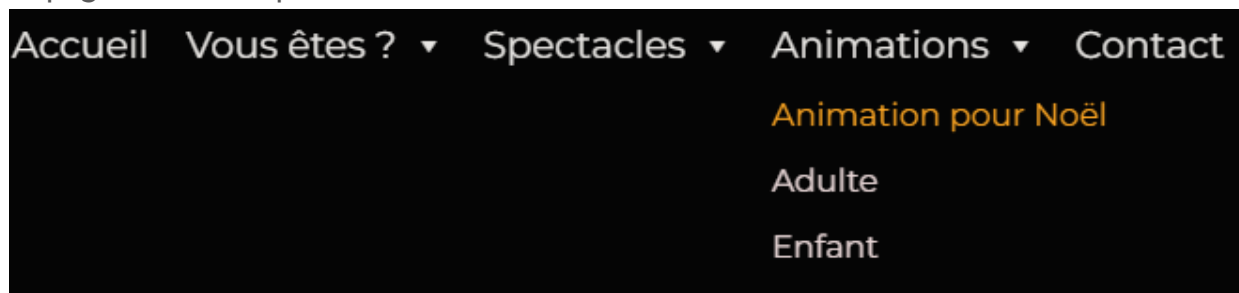 Accueil Vous êtes ? ▾ Spectacles ▾ Animations ▾ Contact
Animation pour Noël
Adulte
Enfant